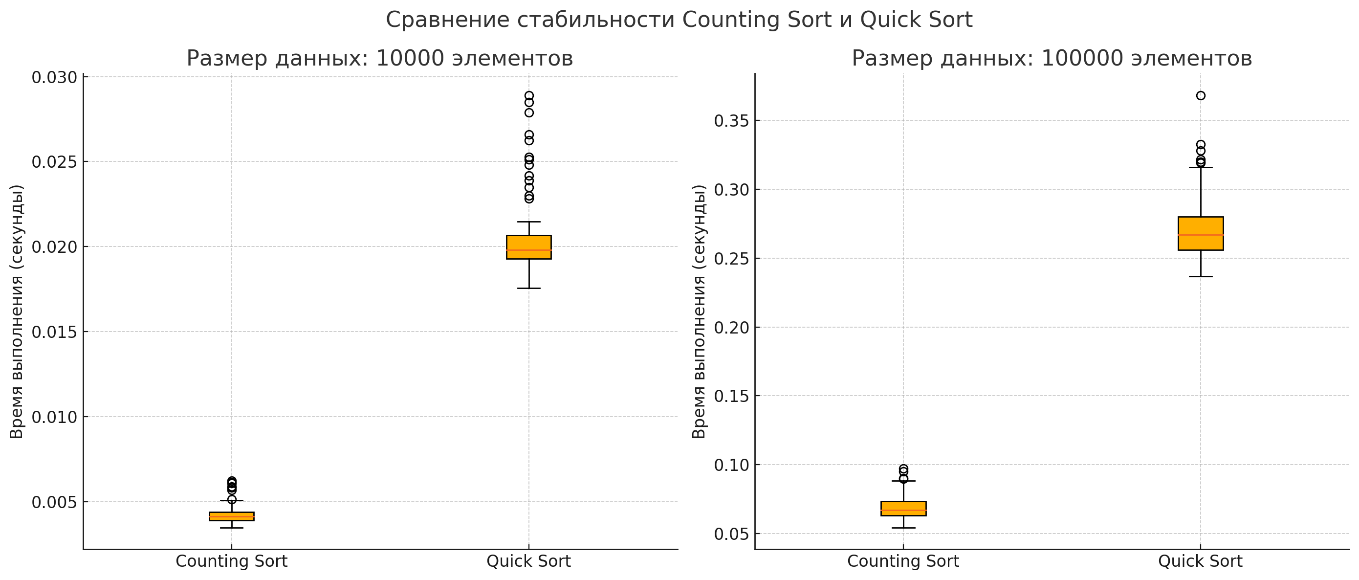 Сравнение стабильности Counting Sort и Quick Sort
Размер данных: 10000 элементов
Время выполнения (секунды)
0.030
0.025
0.020
0.015
0.010
0.005
Counting Sort
Quick Sort
Размер данных: 100000 элементов
Время выполнения (секунды)
0.35
0.30
0.25
0.20
0.15
0.10
0.05
Counting Sort
Quick Sort